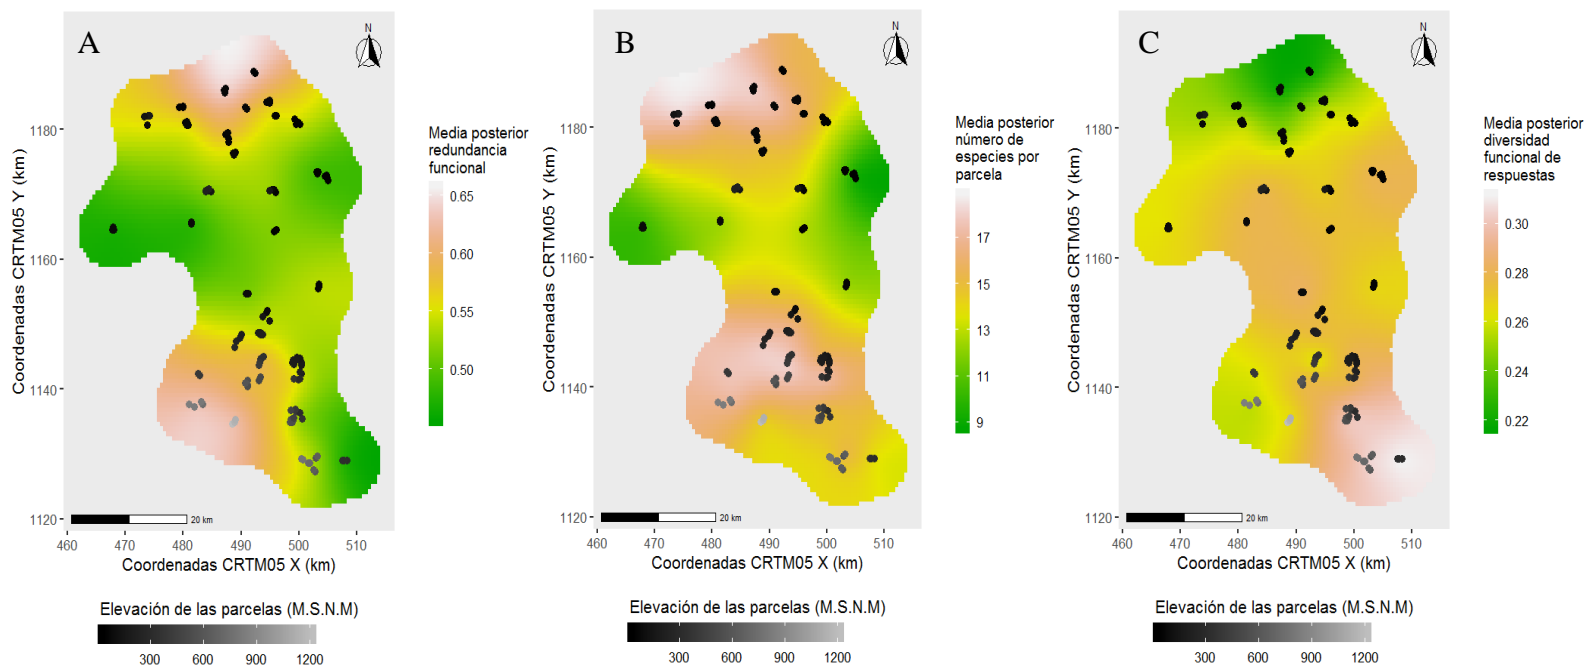 A
N
1180
1160
1140
1120
Coordenadas CRTM05 Y (km)
20 km
460 470 480 490 500 510
Coordenadas CRTM05 X (km)
Media posterior
redundancia
funcional
0.65
0.60
0.55
0.50
Elevación de las parcelas (M.S.N.M)
300 600 900 1200
B
N
1180
1160
1140
1120
Coordenadas CRTM05 Y (km)
20 km
460 470 480 490 500 510
Coordenadas CRTM05 X (km)
Media posterior
número de
especies por
parcela
17
15
13
11
9
Elevación de las parcelas (M.S.N.M)
300 600 900 1200
C
N
1180
1160
1140
1120
Coordenadas CRTM05 Y (km)
20 km
460 470 480 490 500 510
Coordenadas CRTM05 X (km)
Media posterior
diversidad
funcional de
respuestas
0.30
0.28
0.26
0.24
0.22
Elevación de las parcelas (M.S.N.M)
300 600 900 1200